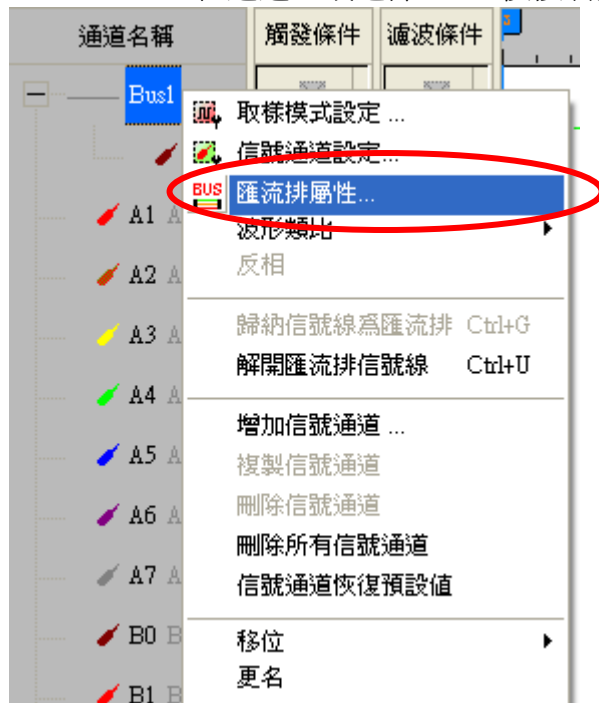 通道名稱 觸發條件 濾波條件
Bus1
取樣模式設定 ...
信號通道設定...
BUS 匯流排屬性...
A1 A
波形類比
A2 A
反相
A3 A
歸納信號線為匯流排 Ctrl+G
解開匯流排信號線 Ctrl+U
A4 A
增加信號通道 ...
A5 A
複製信號通道
A6 A
刪除信號通道
刪除所有信號通道
A7 A
信號通道恢復預設值
B0 B
移位
更名
B1 B